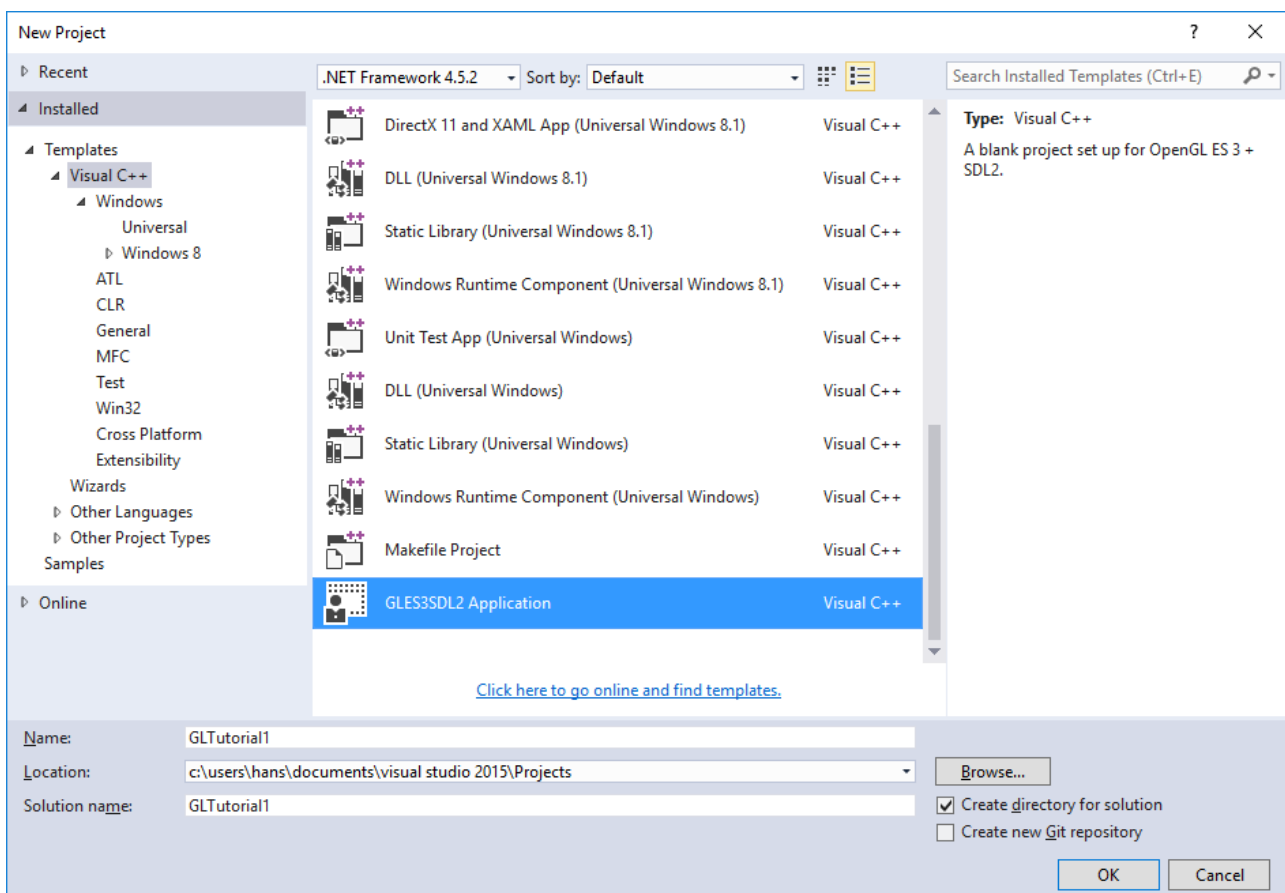 New Project
?
Recent
.NET Framework 4.5.2
Sort by: Default
Search Installed Templates (Ctrl+E)
Installed
Templates
Visual C++
Windows
Universal
Windows 8
ATL
CLR
General
MFC
Test
Win32
Cross Platform
Extensibility
Wizards
Other Languages
Other Project Types
Samples
Online
DirectX 11 and XAML App (Universal Windows 8.1) Visual C++
DLL (Universal Windows 8.1) Visual C++
Static Library (Universal Windows 8.1) Visual C++
Windows Runtime Component (Universal Windows 8.1) Visual C++
Unit Test App (Universal Windows) Visual C++
DLL (Universal Windows) Visual C++
Static Library (Universal Windows) Visual C++
Windows Runtime Component (Universal Windows) Visual C++
Makefile Project Visual C++
GLES3SDL2 Application Visual C++
Click here to go online and find templates.
Type: Visual C++
A blank project set up for OpenGL ES 3 +
SDL2.
Name: GLTutorial1
Location: c:\users\hans\documents\visual studio 2015\Projects
Browse...
Solution name: GLTutorial1
Create directory for solution
Create new Git repository
OK
Cancel